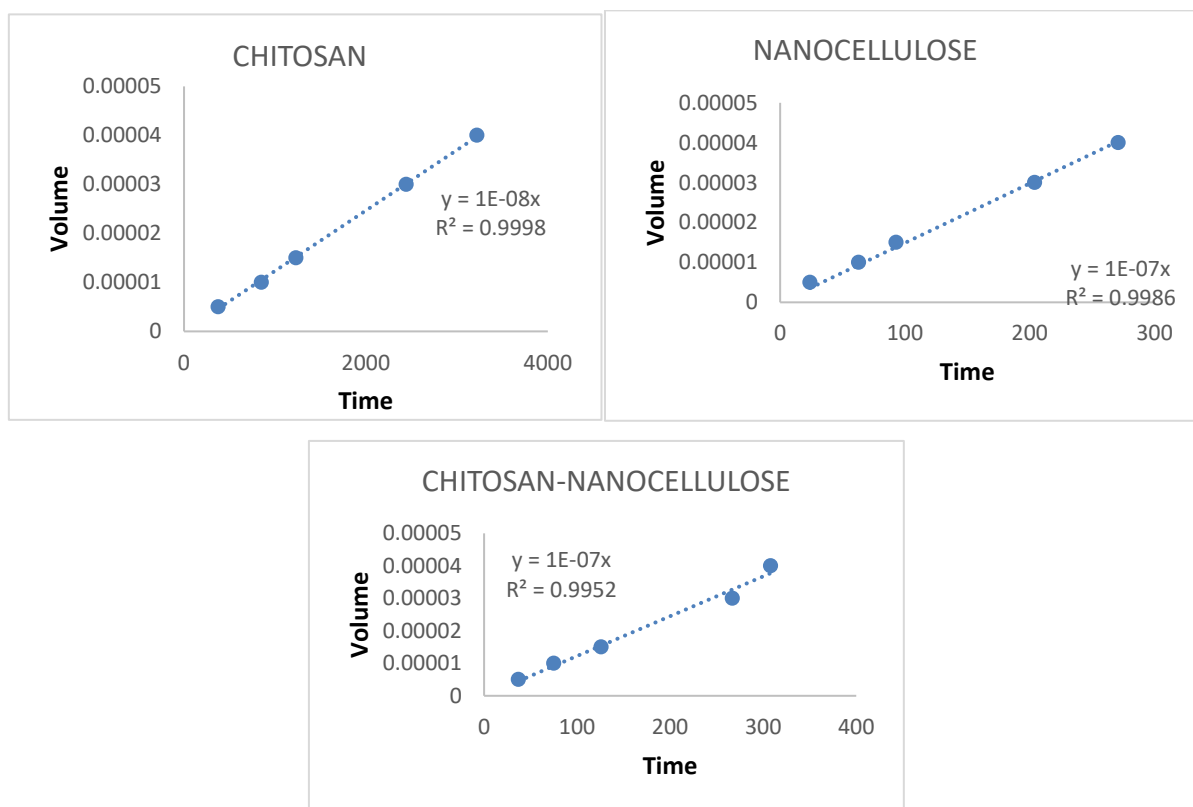 CHITOSAN
0.00005
0.00004
0.00003
0.00002
0.00001
0
Volume
y = 1E-08x
R² = 0.9998
0 2000 4000
Time
NANOCELLULOSE
0.00005
0.00004
0.00003
0.00002
0.00001
0
Volume
y = 1E-07x
R² = 0.9986
0 100 200 300
Time
CHITOSAN-NANOCELLULOSE
0.00005
0.00004
0.00003
0.00002
0.00001
0
Volume
y = 1E-07x
R² = 0.9952
0 100 200 300 400
Time